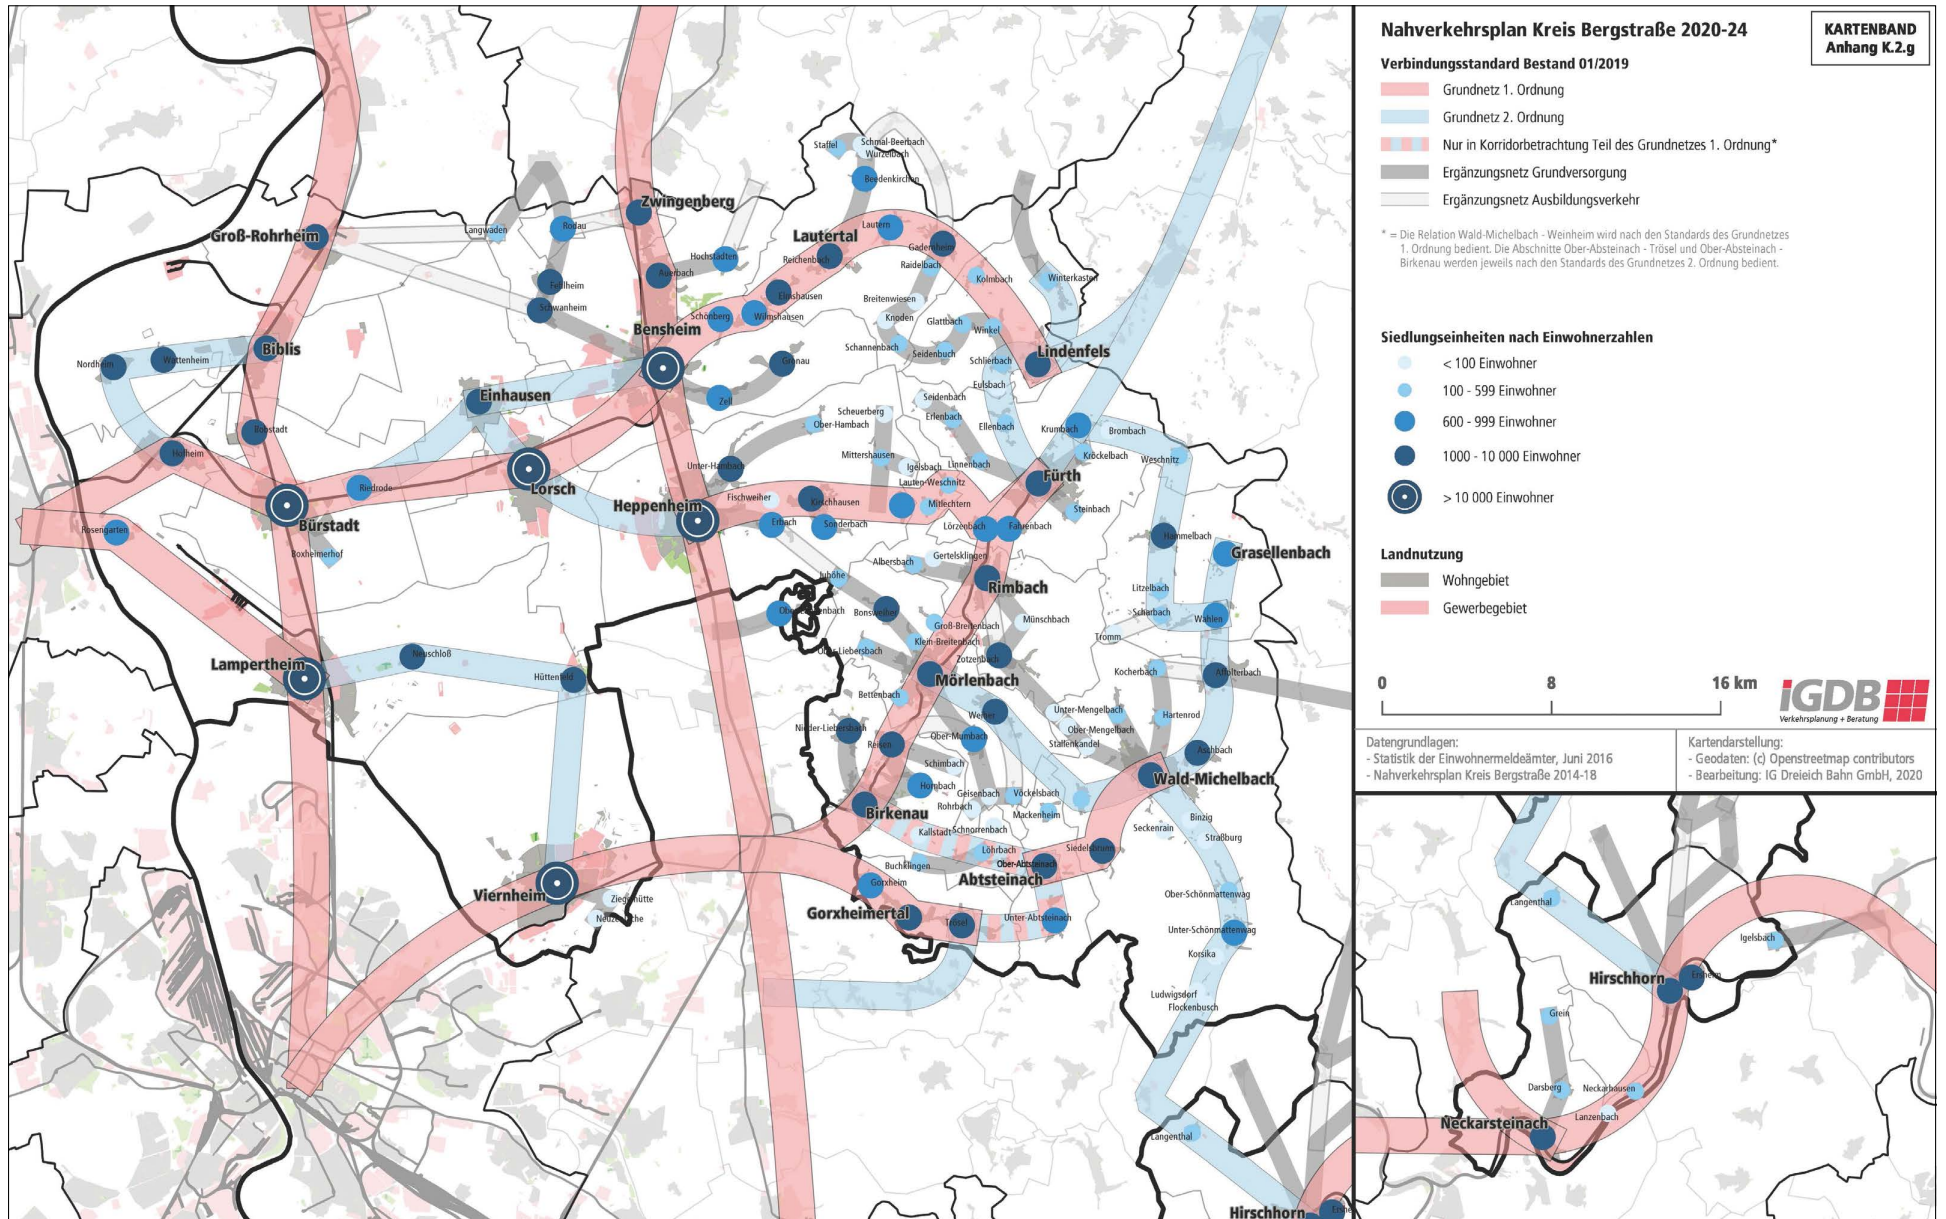 Nahverkehrsplan Kreis Bergstraße 2020-24
KARTENBAND
Anhang K.2.g
Verbindungsstandard Bestand 01/2019
Grundnetz 1. Ordnung
Grundnetz 2. Ordnung
Nur in Korridorbetrachtung Teil des Grundnetzes 1. Ordnung*
Ergänzungsnetz Grundversorgung
Ergänzungsnetz Ausbildungsverkehr
* = Die Relation Wald-Michelbach - Weinheim wird nach den Standards des Grundnetzes
1. Ordnung bedient. Die Abschnitte Ober-Absteinach - Trösel und Ober-Absteinach -
Birkenau werden jeweils nach den Standards des Grundnetzes 2. Ordnung bedient.
Siedlungseinheiten nach Einwohnerzahlen
< 100 Einwohner
100 - 599 Einwohner
600 - 999 Einwohner
1000 - 10 000 Einwohner
> 10 000 Einwohner
Landnutzung
Wohngebiet
Gewerbegebiet
0 8 16 km
iGDB
Verkehrsplanung + Beratung
Datengrundlagen:
- Statistik der Einwohnermeldeämter, Juni 2016
- Nahverkehrsplan Kreis Bergstraße 2014-18
Kartendarstellung:
- Geodaten: (c) Openstreetmap contributors
- Bearbeitung: IG Dreieich Bahn GmbH, 2020
Staffel
Schmal-Beerbach
Wurzelbach
Beedenkirchen
Zwingenberg
Langwaden
Rodau
Groß-Rohrheim
Lautertal
Lautern
Reichenbach
Gadernheim
Hochstädten
Auerbach
Raidelbach
Kolmbach
Winterkasten
Fehlheim
Schwanheim
Elmshausen
Breitenwiesen
Schönberg
Wilmshausen
Knoden
Glattbach
Winkel
Bensheim
Biblis
Nordheim
Wattenheim
Gronau
Schannenbach
Seidenbuch
Schlierbach
Lindenfels
Eulsbach
Einhausen
Zell
Seidenbach
Scheuerberg
Ober-Hambach
Erlenbach
Ellenbach
Krumbach
Brombach
Bobstadt
Hofheim
Mittershausen
Igelsbach
Linnenbach
Kröckelbach
Weschnitz
Unter-Hambach
Lauten-Weschnitz
Fürth
Riedrode
Lorsch
Fischweiher
Kirschhausen
Mitlechtern
Heppenheim
Steinbach
Bürstadt
Rosengarten
Erbach
Sonderbach
Lörzenbach
Fahrenbach
Hammelbach
Grasellenbach
Boxheimerhof
Albersbach
Gertelsklingen
Juhöhe
Rimbach
Litzelbach
Bonsweiher
Groß-Breitenbach
Münschbach
Scharbach
Wahlen
Klein-Breitenbach
Tromm
Ober-Liebersbach
Zotzenbach
Neuschloß
Lampertheim
Hüttenfeld
Mörlenbach
Kocherbach
Affolterbach
Bettenbach
Weiher
Unter-Mengelbach
Hartenrod
Nieder-Liebersbach
Ober-Mengelbach
Reisen
Ober-Mumbach
Stallenkandel
Aschbach
Schimbach
Wald-Michelbach
Hornbach
Geisenbach
Vöckelsbach
Rohrbach
Birkenau
Mackenheim
Binzig
Kallstadt
Schnorrenbach
Seckenrain
Straßburg
Löhrbach
Siedelsbrunn
Buchklingen
Ober-Abtsteinach
Abtsteinach
Viernheim
Gorxheim
Ober-Schönmattenwag
Gorxheimertal
Trösel
Unter-Abtsteinach
Unter-Schönmattenwag
Korsika
Ludwigsdorf
Flockenbusch
Langenthal
Hirschhorn
Langenthal
Igelsbach
Hirschhorn
Ersheim
Grein
Darsberg
Neckarhausen
Lanzenbach
Neckarsteinach